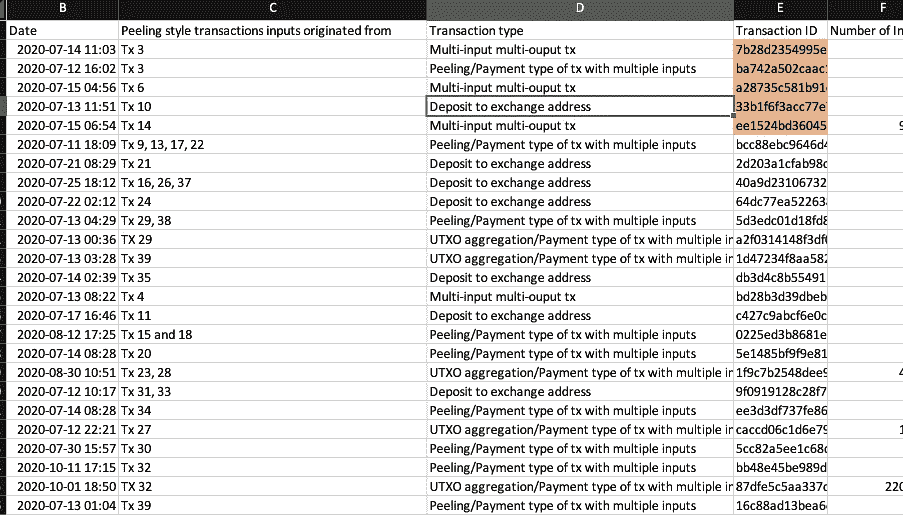 B C D E F
Date Peeling style transactions inputs originated from Transaction type Transaction ID Number of In
2020-07-14 11:03 Tx 3 Multi-input multi-ouput tx 7b28d2354995e
2020-07-12 16:02 Tx 3 Peeling/Payment type of tx with multiple inputs ba742a502caac
2020-07-15 04:56 Tx 6 Multi-input multi-ouput tx a28735c581b91
2020-07-13 11:51 Tx 10 Deposit to exchange address 33b1f6f3acc77e
2020-07-15 06:54 Tx 14 Multi-input multi-ouput tx ee1524bd36045 9
2020-07-11 18:09 Tx 9, 13, 17, 22 Peeling/Payment type of tx with multiple inputs bcc88ebc9646d4
2020-07-21 08:29 Tx 21 Deposit to exchange address 2d203a1cfab98c
2020-07-25 18:12 Tx 16, 26, 37 Deposit to exchange address 40a9d23106732
2020-07-22 02:12 Tx 24 Deposit to exchange address 64dc77ea52263
2020-07-13 04:29 Tx 29, 38 Peeling/Payment type of tx with multiple inputs 5d3edc01d18fd8
2020-07-13 00:36 TX 29 UTXO aggregation/Payment type of tx with multiple in a2f0314148f3df
2020-07-13 03:28 Tx 39 UTXO aggregation/Payment type of tx with multiple in 1d47234f8aa582
2020-07-14 02:39 Tx 35 Deposit to exchange address db3d4c8b55491
2020-07-13 08:22 Tx 4 Multi-input multi-ouput tx bd28b3d39dbeb
2020-07-17 16:46 Tx 11 Deposit to exchange address c427c9abcf6e0c
2020-08-12 17:25 Tx 15 and 18 Peeling/Payment type of tx with multiple inputs 0225ed3b8681e
2020-07-14 08:28 Tx 20 Peeling/Payment type of tx with multiple inputs 5e1485bf9f9e81
2020-08-30 10:51 Tx 23, 28 UTXO aggregation/Payment type of tx with multiple in 1f9c7b2548dee9 4
2020-07-12 10:17 Tx 31, 33 Deposit to exchange address 9f0919128c28f7
2020-07-14 08:28 Tx 34 Peeling/Payment type of tx with multiple inputs ee3d3df737fe86
2020-07-12 22:21 Tx 27 UTXO aggregation/Payment type of tx with multiple in caccd06c1d6e79 1
2020-07-30 15:57 Tx 30 Peeling/Payment type of tx with multiple inputs 5cc82a5ee1c68c
2020-10-11 17:15 Tx 32 Peeling/Payment type of tx with multiple inputs bb48e45be989d
2020-10-01 18:50 TX 32 UTXO aggregation/Payment type of tx with multiple in 87dfe5c5aa337c 220
2020-07-13 01:04 Tx 39 Peeling/Payment type of tx with multiple inputs 16c88ad13bea6